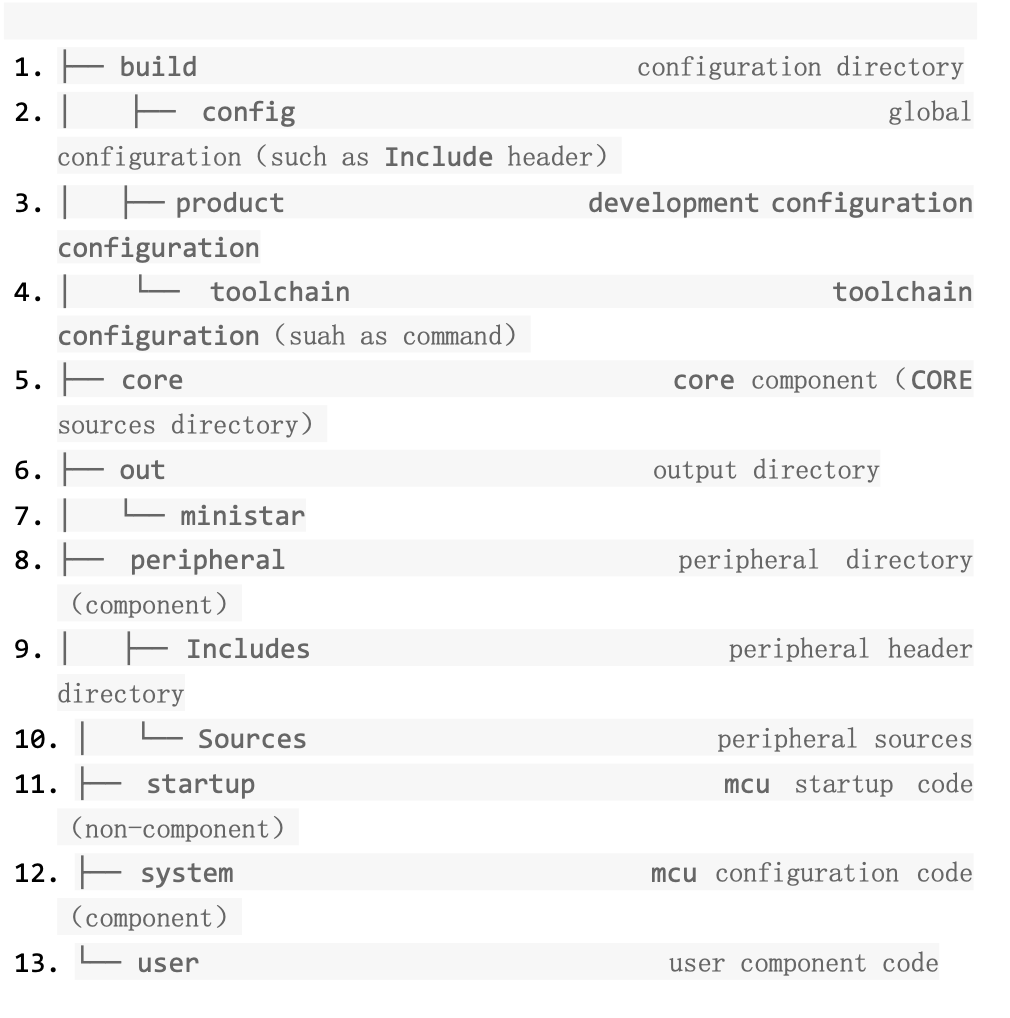 1. ├── build configuration directory
2. │ ├── config global
configuration（such as Include header）
3. │ ├── product development configuration
configuration
4. │ └── toolchain toolchain
configuration（suah as command）
5. ├── core core component（CORE
sources directory）
6. ├── out output directory
7. │ └── ministar
8. ├── peripheral peripheral directory
（component）
9. │ ├── Includes peripheral header
directory
10. │ └── Sources peripheral sources
11. ├── startup mcu startup code
（non-component）
12. ├── system mcu configuration code
（component）
13. └── user user component code